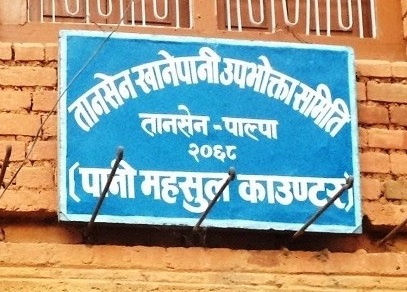 तानसेन खानेपानी उपभोक्ता समिति
तानसेन - पाल्पा
२०६८
(पानी महसुल काउण्टर)